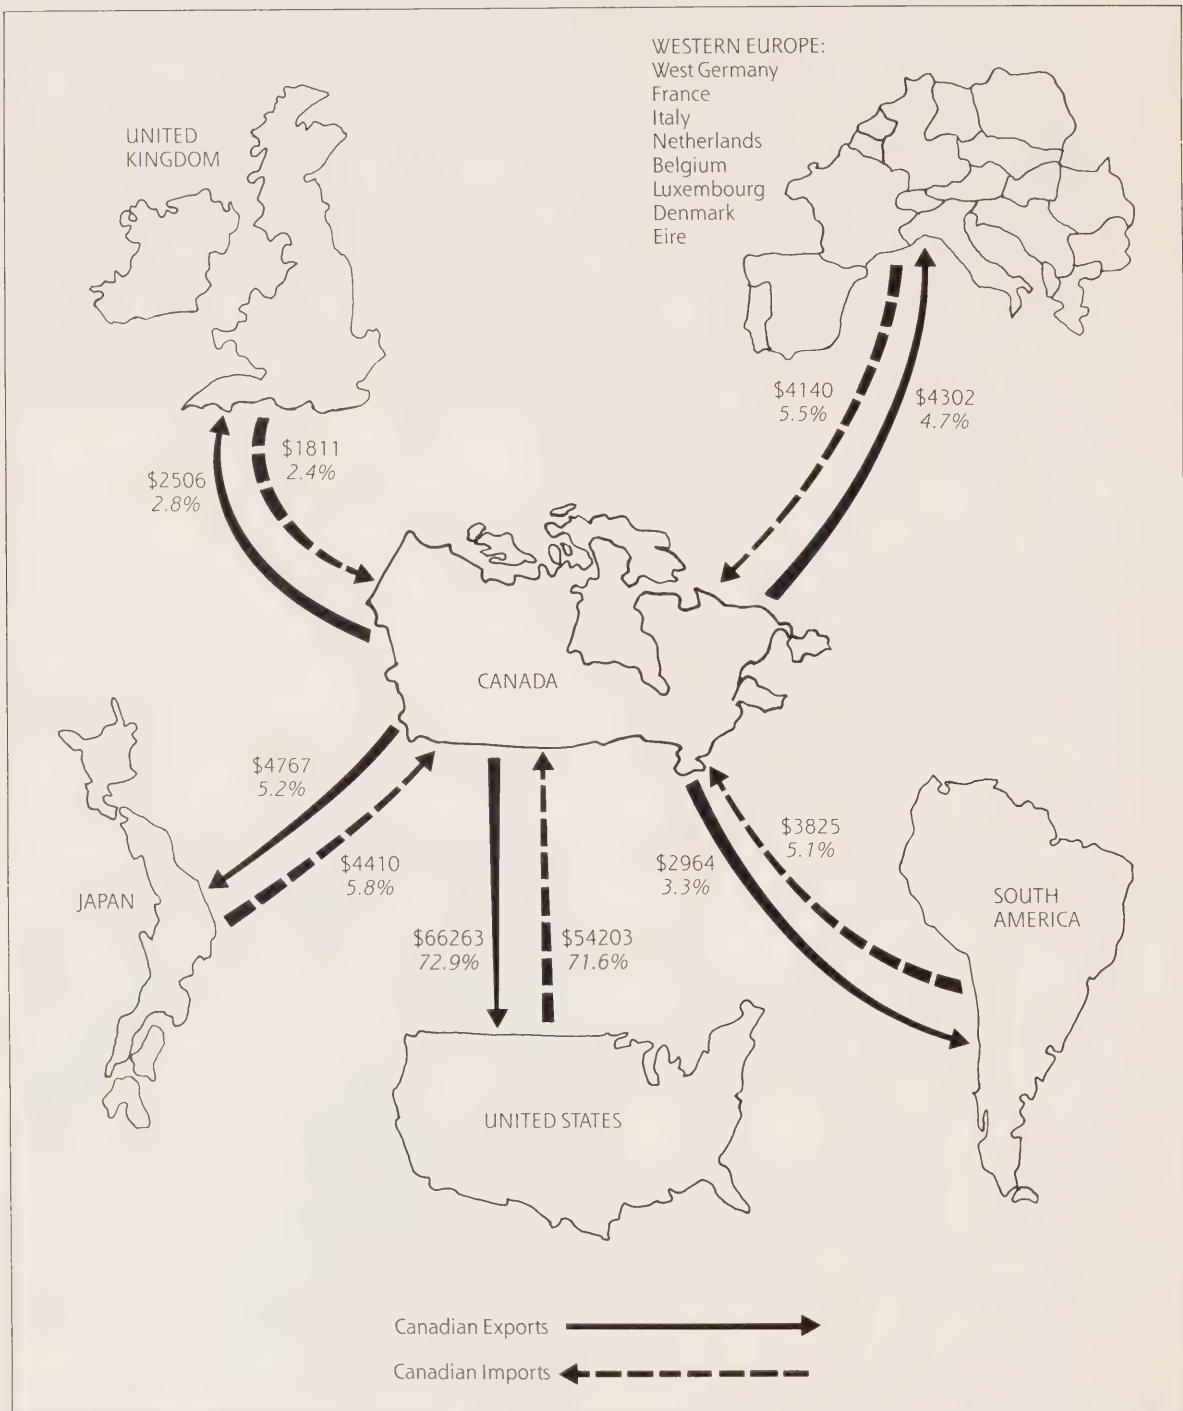 WESTERN EUROPE:
West Germany
France
Italy
Netherlands
Belgium
Luxembourg
Denmark
Eire
UNITED
KINGDOM
$4140
5.5%
$4302
4.7%
$1811
2.4%
$2506
2.8%
CANADA
$4767
5.2%
$4410
5.8%
JAPAN
$3825
5.1%
$2964
3.3%
SOUTH
AMERICA
$66263
72.9%
$54203
71.6%
UNITED STATES
Canadian Exports
Canadian Imports